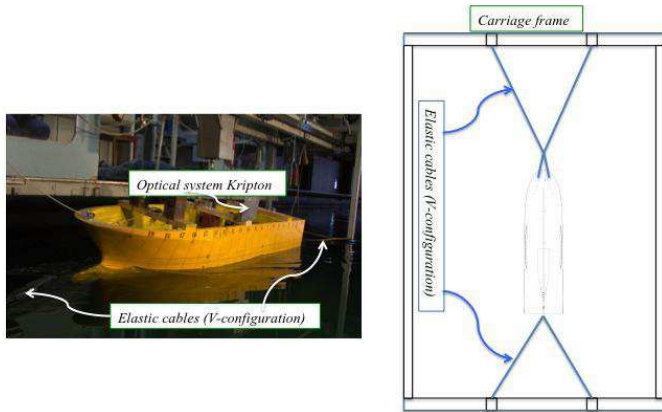 Optical system Kripton
Elastic cables (V-configuration)
Carriage frame
Elastic cables (V-configuration)